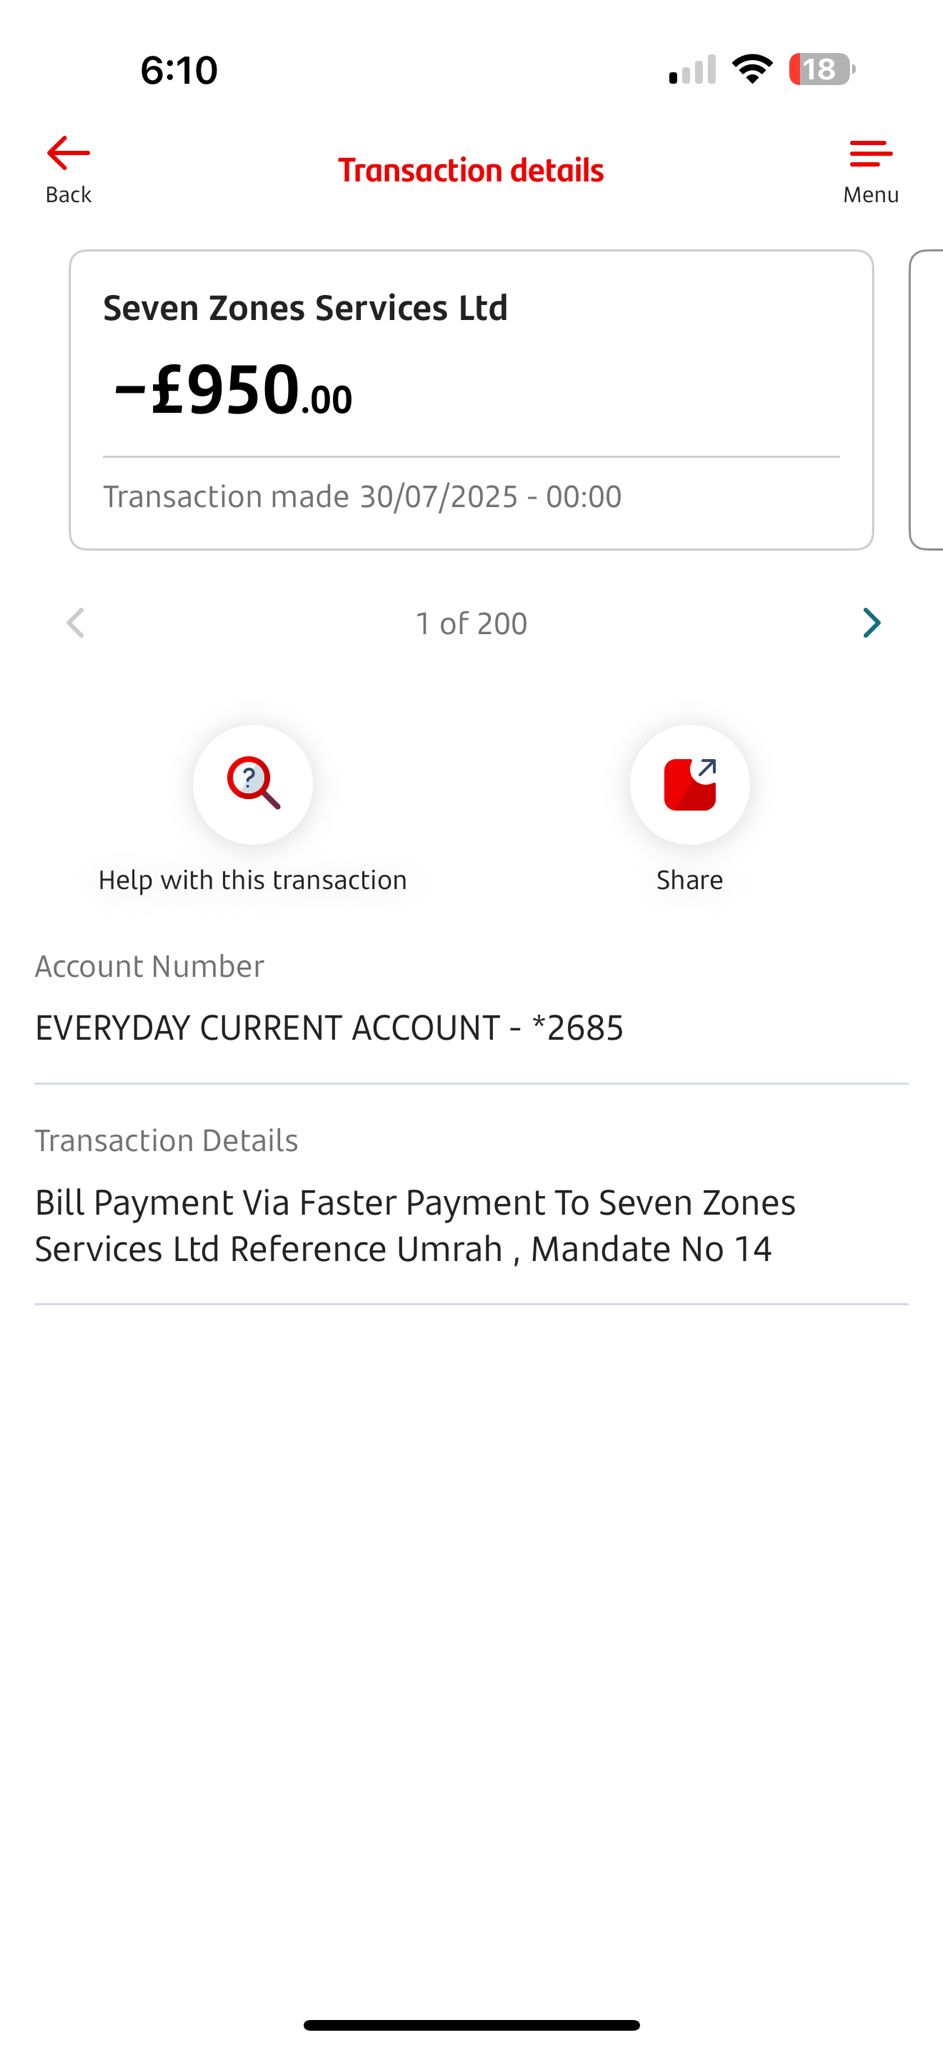 6:10
18
Back
Transaction details
Menu
Seven Zones Services Ltd
-£950.00
Transaction made 30/07/2025 - 00:00
1 of 200
?
Help with this transaction
Share
Account Number
EVERYDAY CURRENT ACCOUNT - *2685
Transaction Details
Bill Payment Via Faster Payment To Seven Zones
Services Ltd Reference Umrah , Mandate No 14